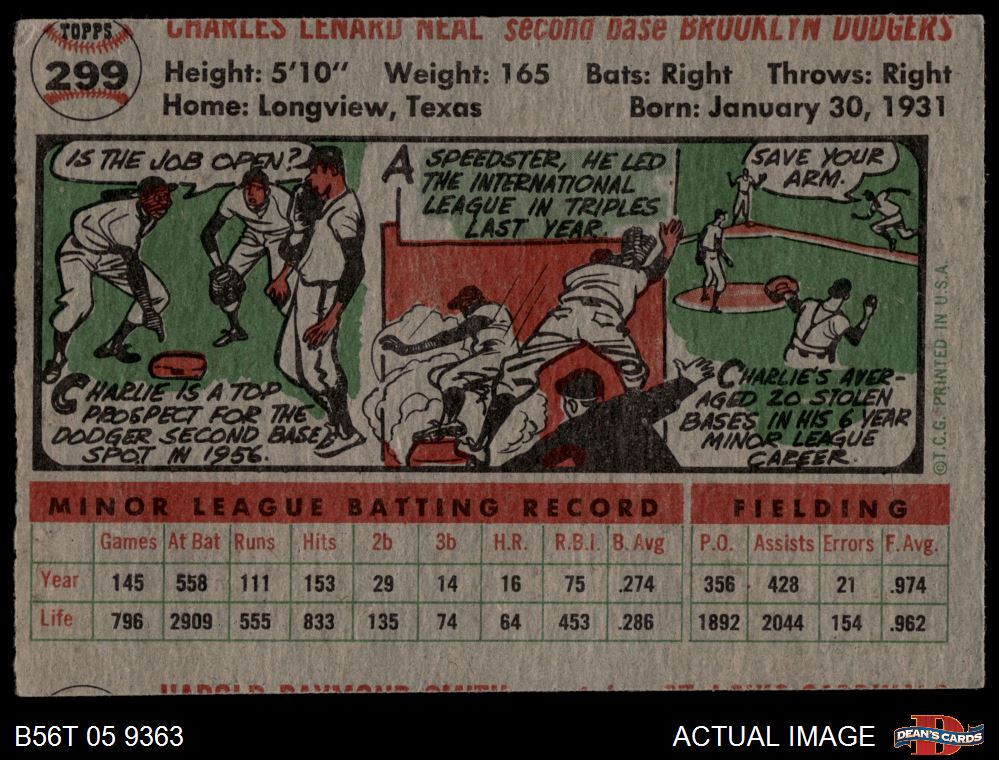 TOPPS
299
CHARLES LENARD NEAL second base BROOKLYN DODGERS
Height: 5'10" Weight: 165 Bats: Right Throws: Right
Home: Longview, Texas Born: January 30, 1931
IS THE JOB OPEN?
CHARLIE IS A TOP
PROSPECT FOR THE
DODGER SECOND BASE
SPOT IN 1956.
A SPEEDSTER, HE LED
THE INTERNATIONAL
LEAGUE IN TRIPLES
LAST YEAR.
SAVE YOUR
ARM.
CHARLIE'S AVER-
AGED 20 STOLEN
BASES IN HIS 6 YEAR
MINOR LEAGUE
CAREER.
©T.C.G. PRINTED IN U.S.A.
MINOR LEAGUE BATTING RECORD FIELDING
Games At Bat Runs Hits 2b 3b H.R. R.B.I. B. Avg P.O. Assists Errors F. Avg.
Year 145 558 111 153 29 14 16 75 .274 356 428 21 .974
Life 796 2909 555 833 135 74 64 453 .286 1892 2044 154 .962
HAROLD RAYMOND SMITH
B56T 05 9363 ACTUAL IMAGE
DEAN'S CARDS